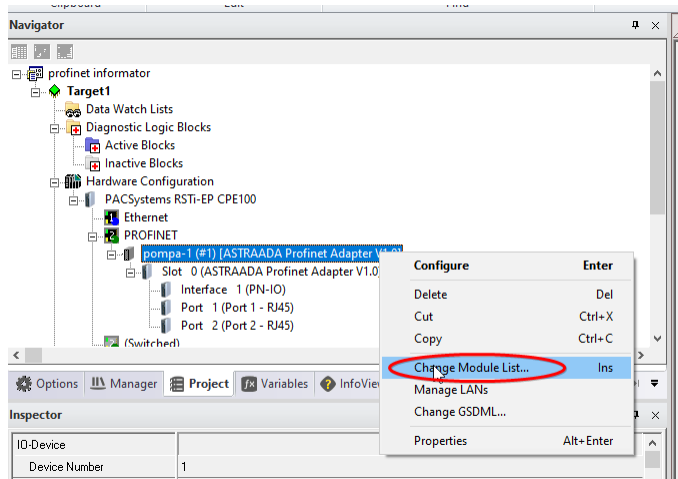 Navigator
profinet informator
Target1
Data Watch Lists
Diagnostic Logic Blocks
Active Blocks
Inactive Blocks
Hardware Configuration
PACSystems RSTi-EP CPE100
Ethernet
PROFINET
pompa-1 (#1) [ASTRAADA Profinet Adapter V1.0]
Slot 0 (ASTRAADA Profinet Adapter V1.0)
Interface 1 (PN-IO)
Port 1 (Port 1 - RJ45)
Port 2 (Port 2 - RJ45)
(Switched)
Configure Enter
Delete Del
Cut Ctrl+X
Copy Ctrl+C
Change Module List... Ins
Manage LANs
Change GSDML...
Properties Alt+Enter
Options Manager Project Variables InfoVie
Inspector
IO-Device
Device Number 1